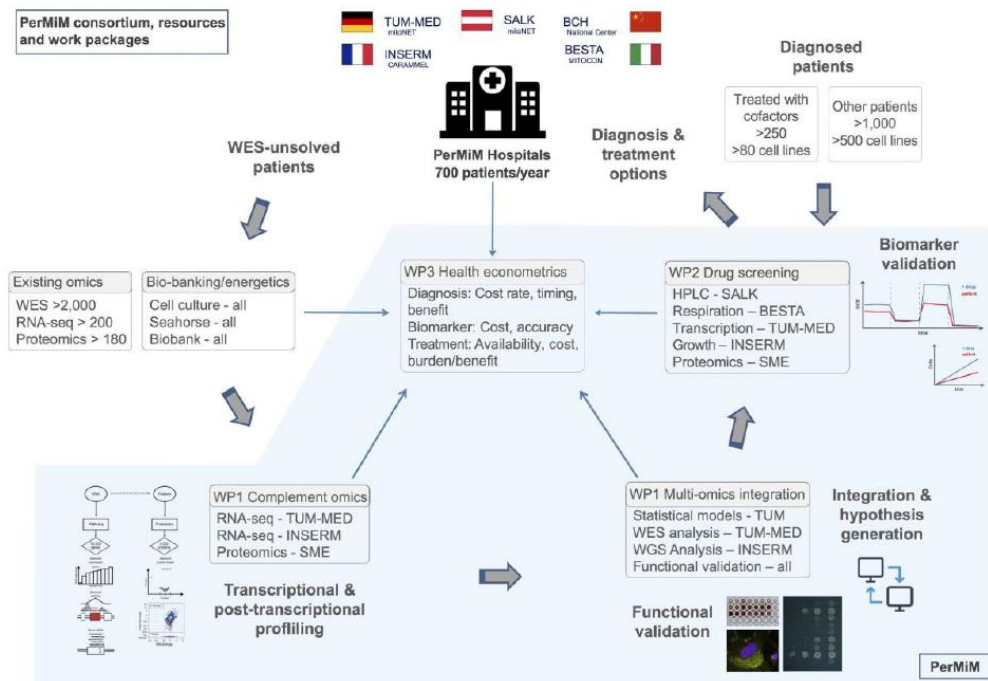 PerMiM consortium, resources
and work packages
TUM-MED
mitoNET
SALK
mitoNET
BCH
National Center
INSERM
CARAMMEL
BESTA
MITOCON
PerMiM Hospitals
700 patients/year
WES-unsolved
patients
Diagnosis &
treatment
options
Diagnosed
patients
Treated with
cofactors
>250
>80 cell lines
Other patients
>1,000
>500 cell lines
Existing omics
WES >2,000
RNA-seq > 200
Proteomics > 180
Bio-banking/energetics
Cell culture - all
Seahorse - all
Biobank - all
WP3 Health econometrics
Diagnosis: Cost rate, timing,
benefit
Biomarker: Cost, accuracy
Treatment: Availability, cost,
burden/benefit
WP2 Drug screening
HPLC - SALK
Respiration – BESTA
Transcription – TUM-MED
Growth – INSERM
Proteomics – SME
Biomarker
validation
+ drug
patient
time
+ drug
patient
time
WP1 Complement omics
RNA-seq - TUM-MED
RNA-seq - INSERM
Proteomics - SME
Transcriptional &
post-transcriptional
profliling
WP1 Multi-omics integration
Statistical models - TUM
WES analysis – TUM-MED
WGS Analysis – INSERM
Functional validation – all
Integration &
hypothesis
generation
Functional
validation
PerMiM